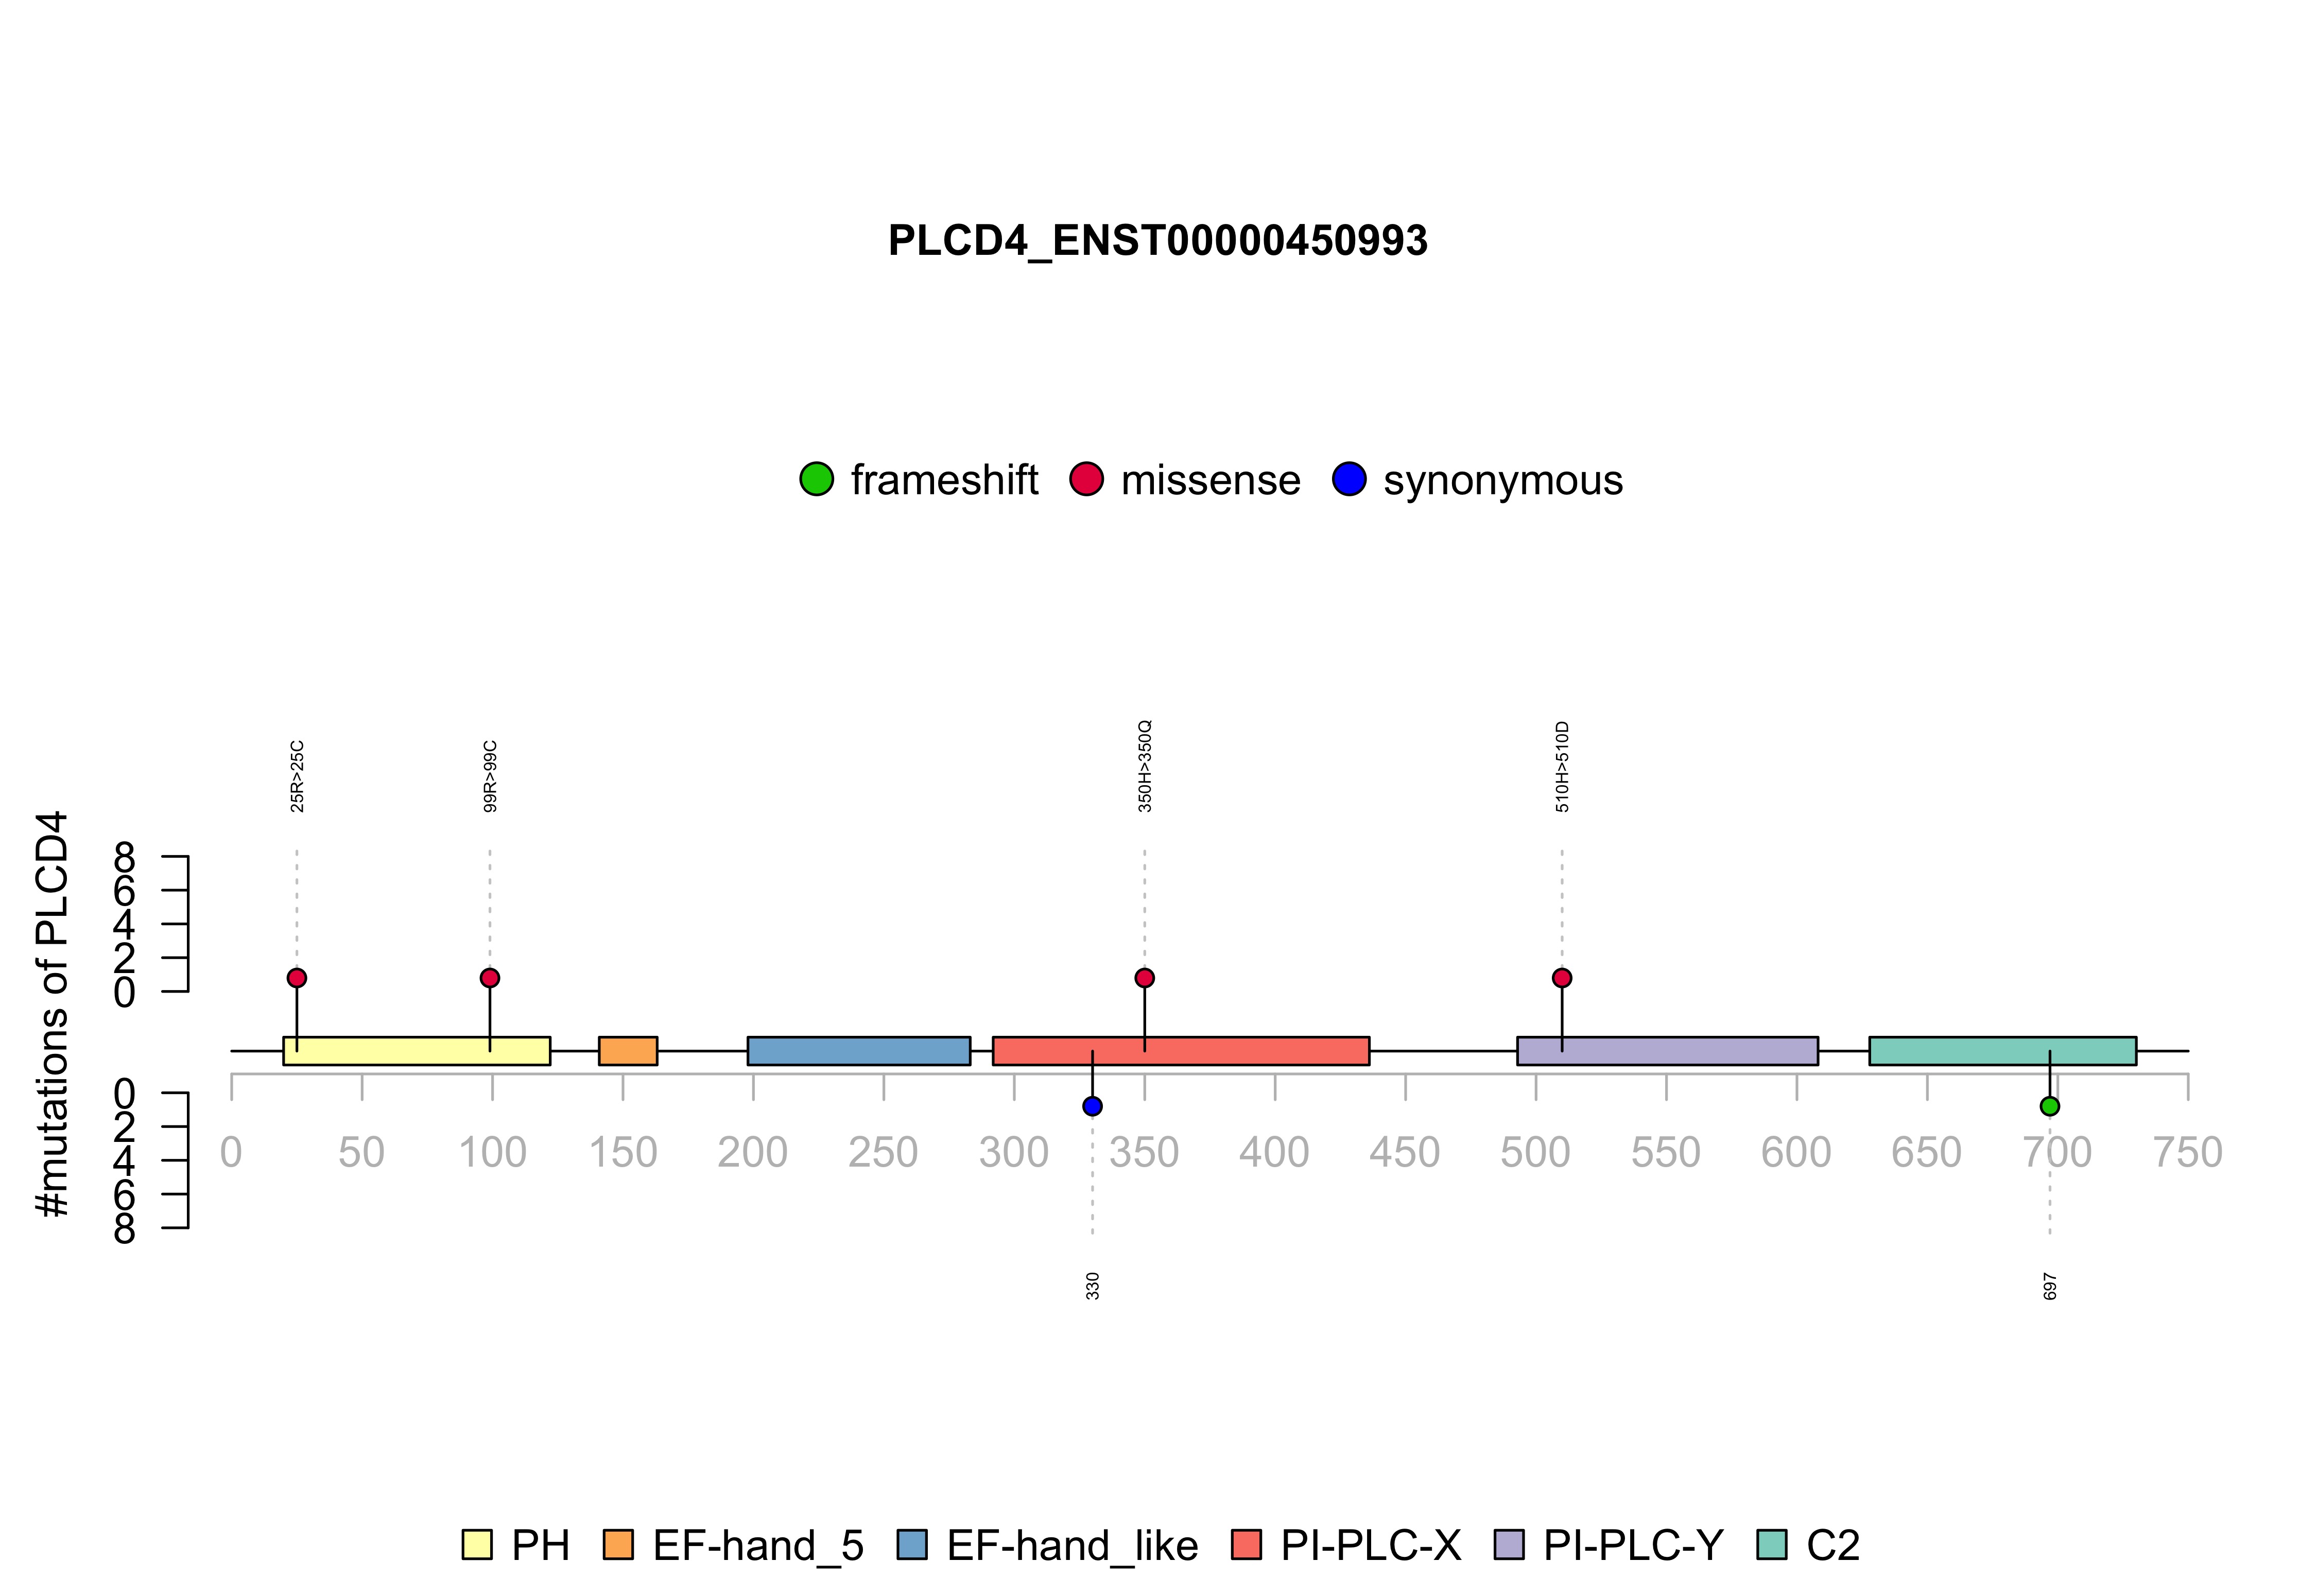 PLCD4_ENST00000450993
frameshift missense synonymous
25R>25C 99R>99C 350H>350Q 510H>510D
#mutations of PLCD4
8
6
4
2
0
0
2
4
6
8
0 50 100 150 200 250 300 350 400 450 500 550 600 650 700 750
330 697
PH EF-hand_5 EF-hand_like PI-PLC-X PI-PLC-Y C2